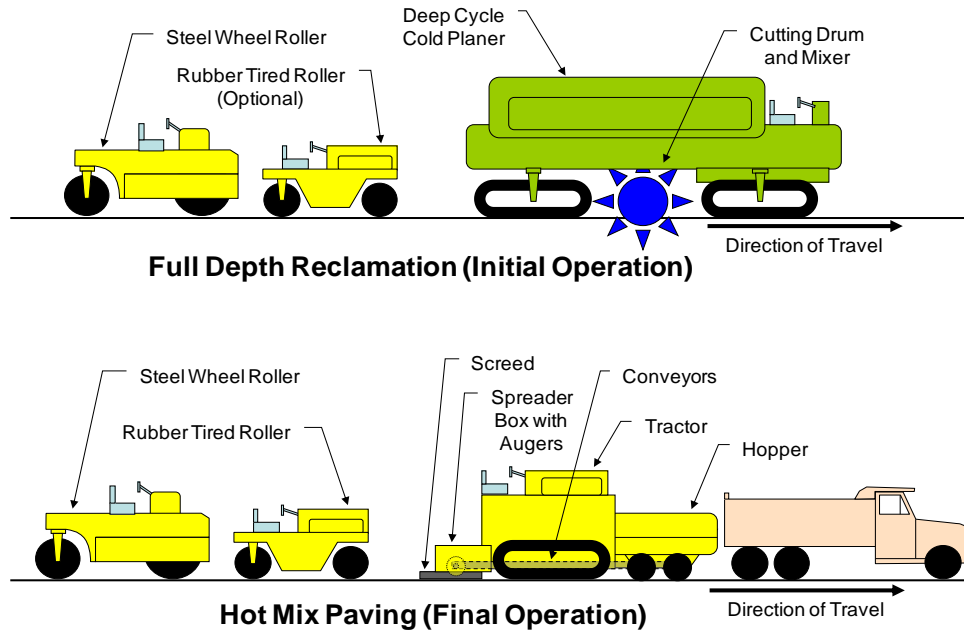 Deep Cycle
Cold Planer
Steel Wheel Roller
Cutting Drum
and Mixer
Rubber Tired Roller
(Optional)
Direction of Travel
Full Depth Reclamation (Initial Operation)
Screed
Conveyors
Steel Wheel Roller
Spreader
Box with
Augers
Rubber Tired Roller
Tractor
Hopper
Direction of Travel
Hot Mix Paving (Final Operation)